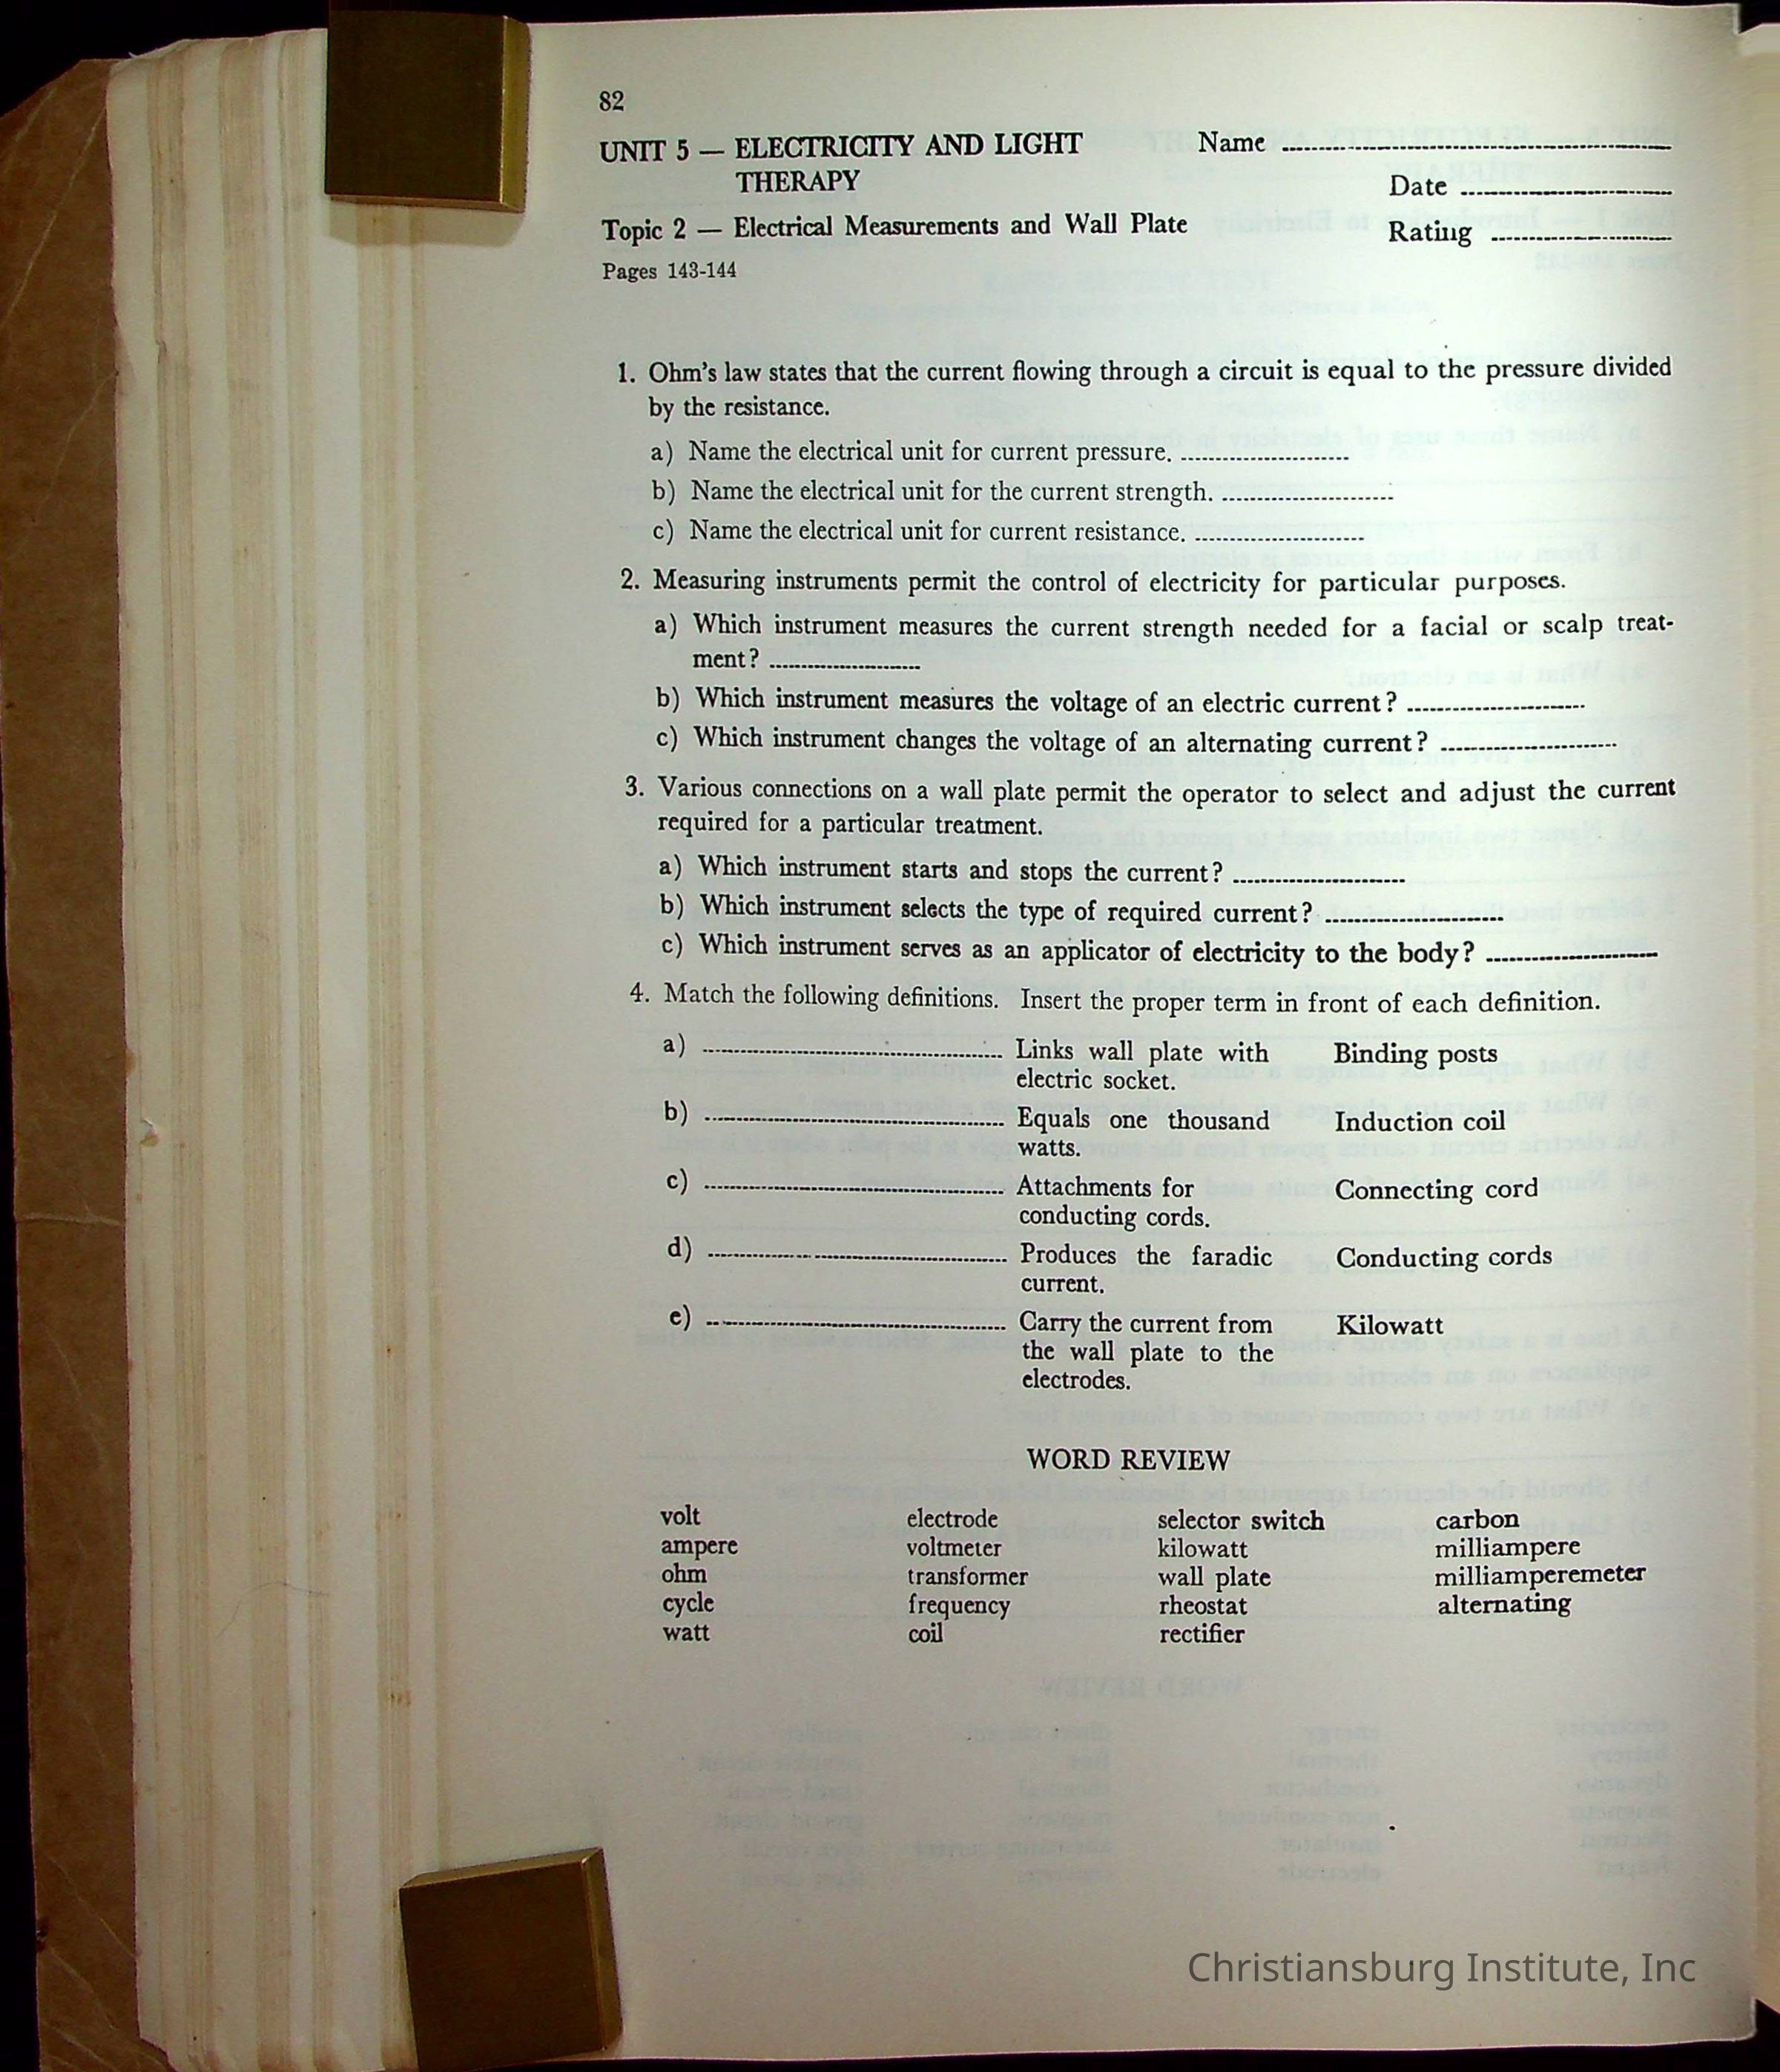 82
UNIT 5 — ELECTRICITY AND LIGHT
THERAPY
Name
Date
Topic 2 — Electrical Measurements and Wall Plate
Rating
Pages 143-144
1. Ohm's law states that the current flowing through a circuit is equal to the pressure divided
by the resistance.
a) Name the electrical unit for current pressure.
b) Name the electrical unit for the current strength.
c) Name the electrical unit for current resistance.
2. Measuring instruments permit the control of electricity for particular purposes.
a) Which instrument measures the current strength needed for a facial or scalp treat-
ment?
b) Which instrument measures the voltage of an electric current?
c) Which instrument changes the voltage of an alternating current?
3. Various connections on a wall plate permit the operator to select and adjust the current
required for a particular treatment.
a) Which instrument starts and stops the current?
b) Which instrument selects the type of required current?
c) Which instrument serves as an applicator of electricity to the body?
4. Match the following definitions. Insert the proper term in front of each definition.
a) Links wall plate with Binding posts
electric socket.
b) Equals one thousand Induction coil
watts.
c) Attachments for Connecting cord
conducting cords.
d) Produces the faradic Conducting cords
current.
e) Carry the current from Kilowatt
the wall plate to the
electrodes.
WORD REVIEW
volt electrode selector switch carbon
ampere voltmeter kilowatt milliampere
ohm transformer wall plate milliamperemeter
cycle frequency rheostat alternating
watt coil rectifier
Christiansburg Institute, Inc